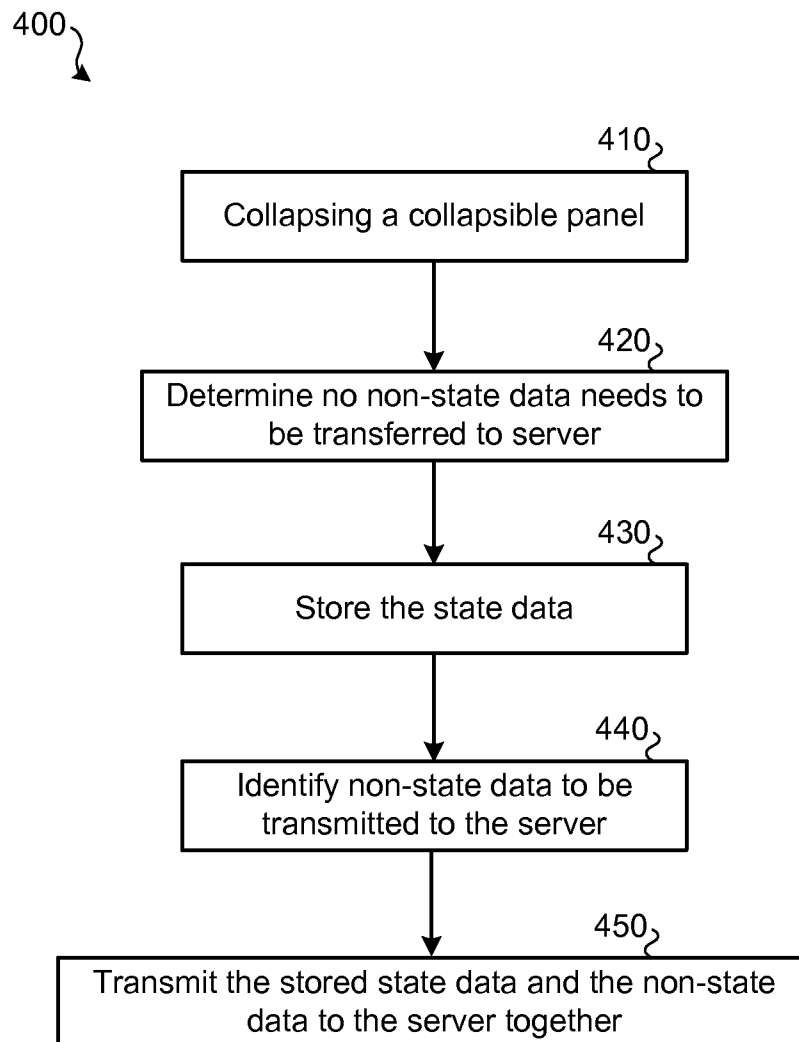 400
410
Collapsing a collapsible panel
420
Determine no non-state data needs to
be transferred to server
430
Store the state data
440
Identify non-state data to be
transmitted to the server
450
Transmit the stored state data and the non-state
data to the server together